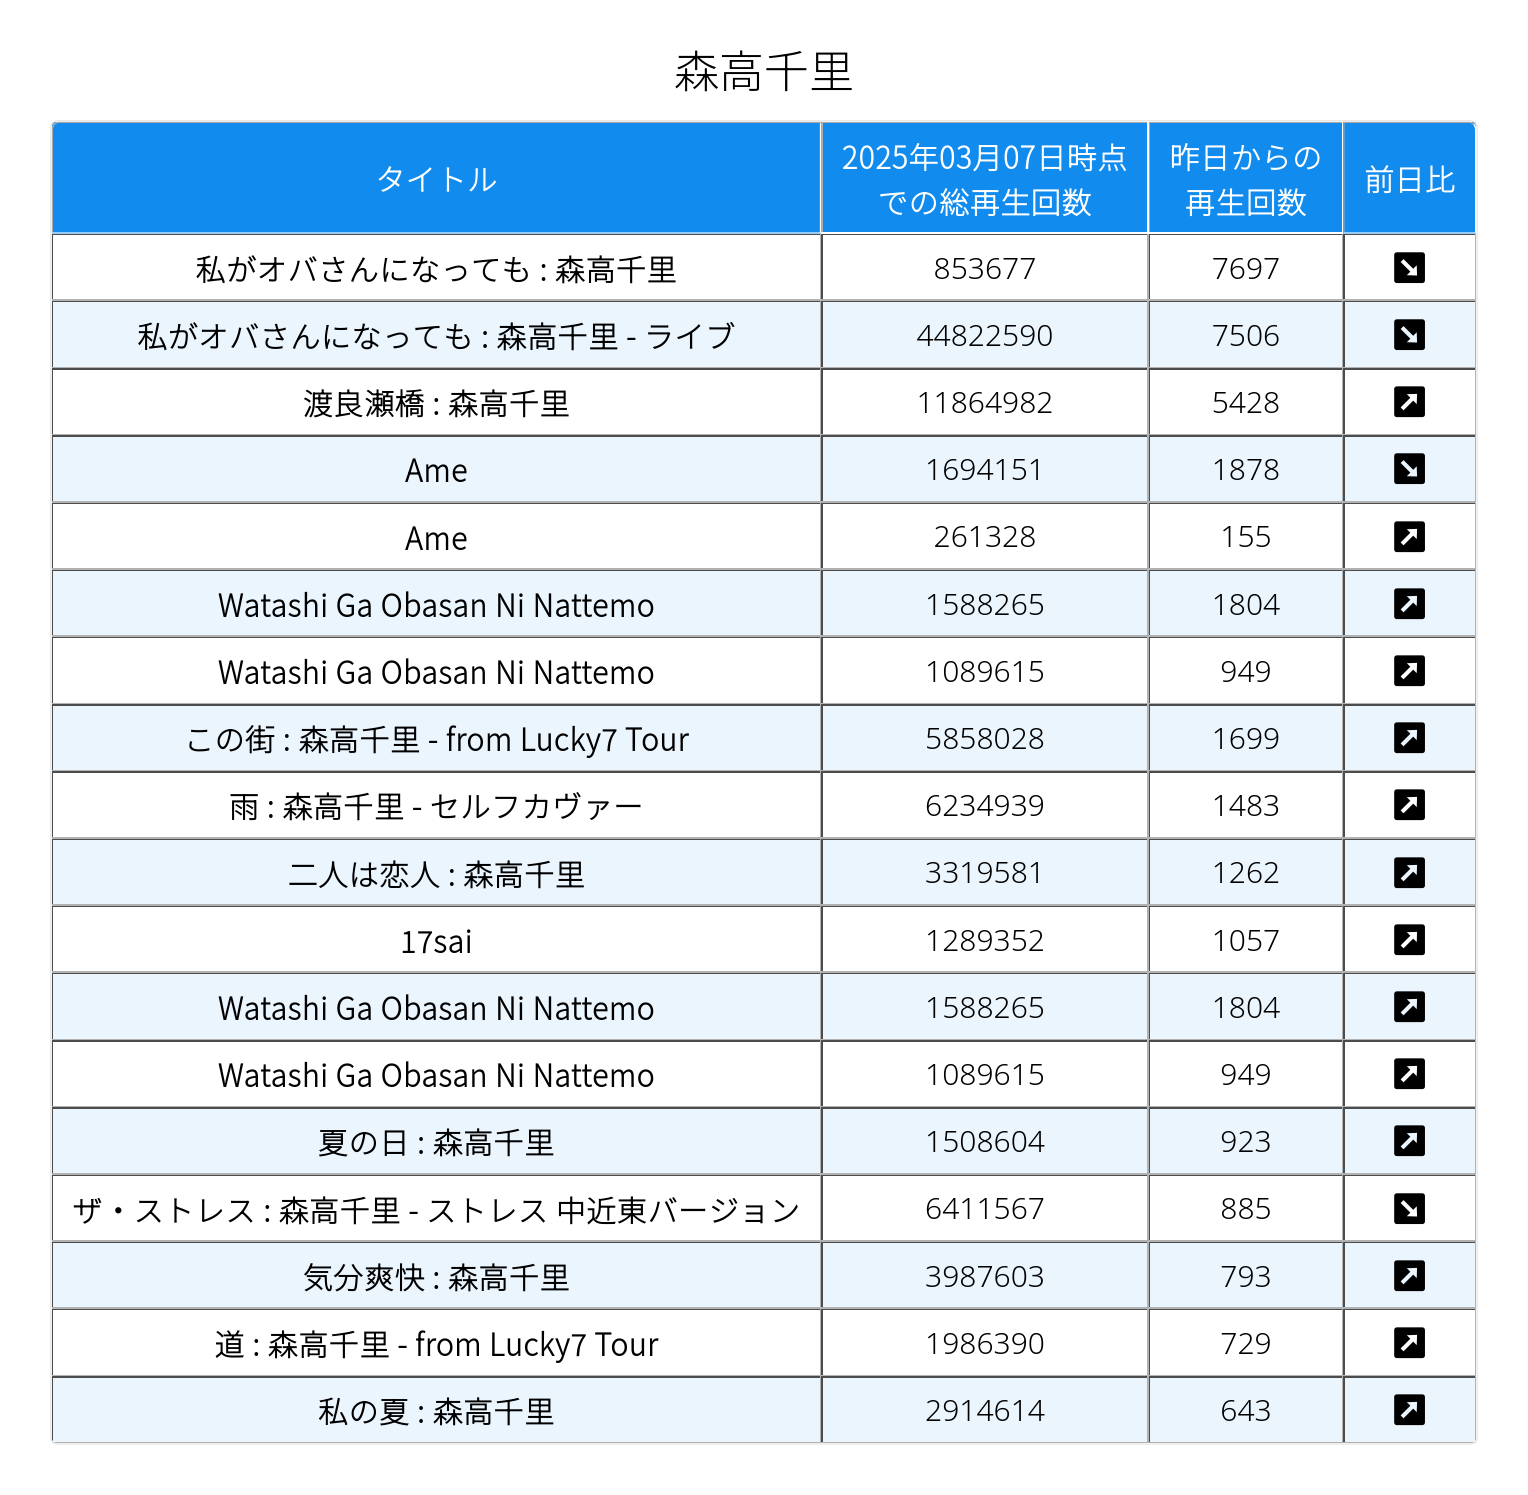 森高千里
タイトル 2025年03月07日時点 昨日からの 前日比
での総再生回数 再生回数
私がオバさんになっても : 森高千里 853677 7697
私がオバさんになっても : 森高千里 - ライブ 44822590 7506
渡良瀬橋 : 森高千里 11864982 5428
Ame 1694151 1878
Ame 261328 155
Watashi Ga Obasan Ni Nattemo 1588265 1804
Watashi Ga Obasan Ni Nattemo 1089615 949
この街 : 森高千里 - from Lucky7 Tour 5858028 1699
雨 : 森高千里 - セルフカヴァー 6234939 1483
二人は恋人 : 森高千里 3319581 1262
17sai 1289352 1057
Watashi Ga Obasan Ni Nattemo 1588265 1804
Watashi Ga Obasan Ni Nattemo 1089615 949
夏の日 : 森高千里 1508604 923
ザ・ストレス : 森高千里 - ストレス 中近東バージョン 6411567 885
気分爽快 : 森高千里 3987603 793
道 : 森高千里 - from Lucky7 Tour 1986390 729
私の夏 : 森高千里 2914614 643